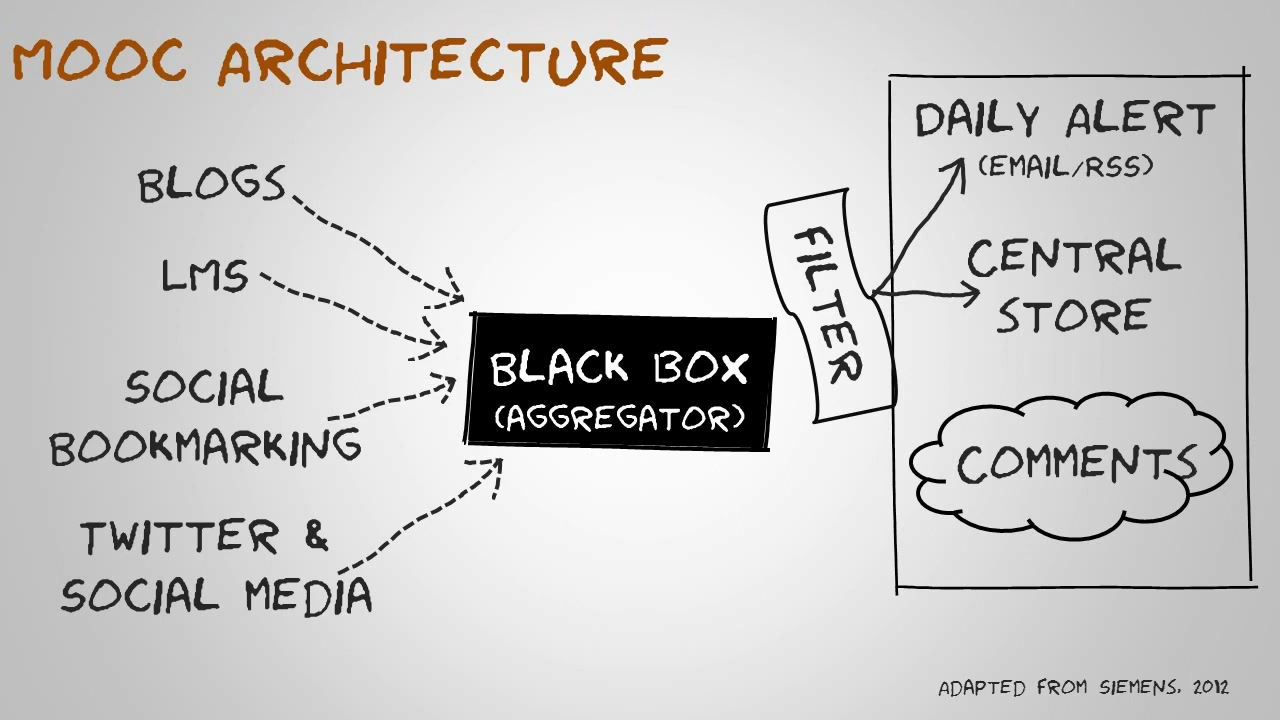 MOOC ARCHITECTURE
BLOGS
LMS
SOCIAL
BOOKMARKING
TWITTER &
SOCIAL MEDIA
BLACK BOX
(AGGREGATOR)
FILTER
DAILY ALERT
(EMAIL/RSS)
CENTRAL
STORE
COMMENTS
ADAPTED FROM SIEMENS, 2012